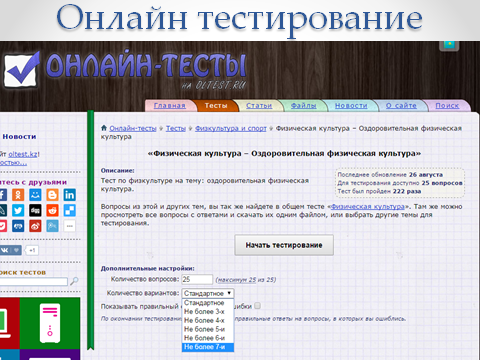 Онлайн тестирование
ОНЛАЙН-ТЕСТЫ
НА OLTEST.RU
Главная Тесты Статьи Файлы Новости О сайте Поиск
Онлайн-тесты Тесты Физкультура и спорт Физическая культура – Оздоровительная физическая
культура
Новости
«Физическая культура – Оздоровительная физическая культура»
oltest.kz!
Описание:
Тест по физкультуре на тему: оздоровительная физическая
культура.
Последнее обновление 26 августа
Для тестирования доступно 25 вопросов
Тест был пройден 222 раза
с друзьями
Вопросы из этой и других тем, вы так же найдете в общем тесте «Физическая культура». Там же можно
просмотреть все вопросы с ответами и скачать их одним файлом, или выбрать другие темы для
тестирования.
Начать тестирование
+1
Дополнительные настройки:
Количество вопросов: 25 (максимум 25 из 25)
тестов
Количество вариантов: Стандартное
Стандартное
Показывать правильный
Не более 3-х
Не более 4-х
По окончании тестирования
правильные ответы на вопросы, в которых вы ошиблись.
Не более 5-и
Не более 6-и
Не более 7-и